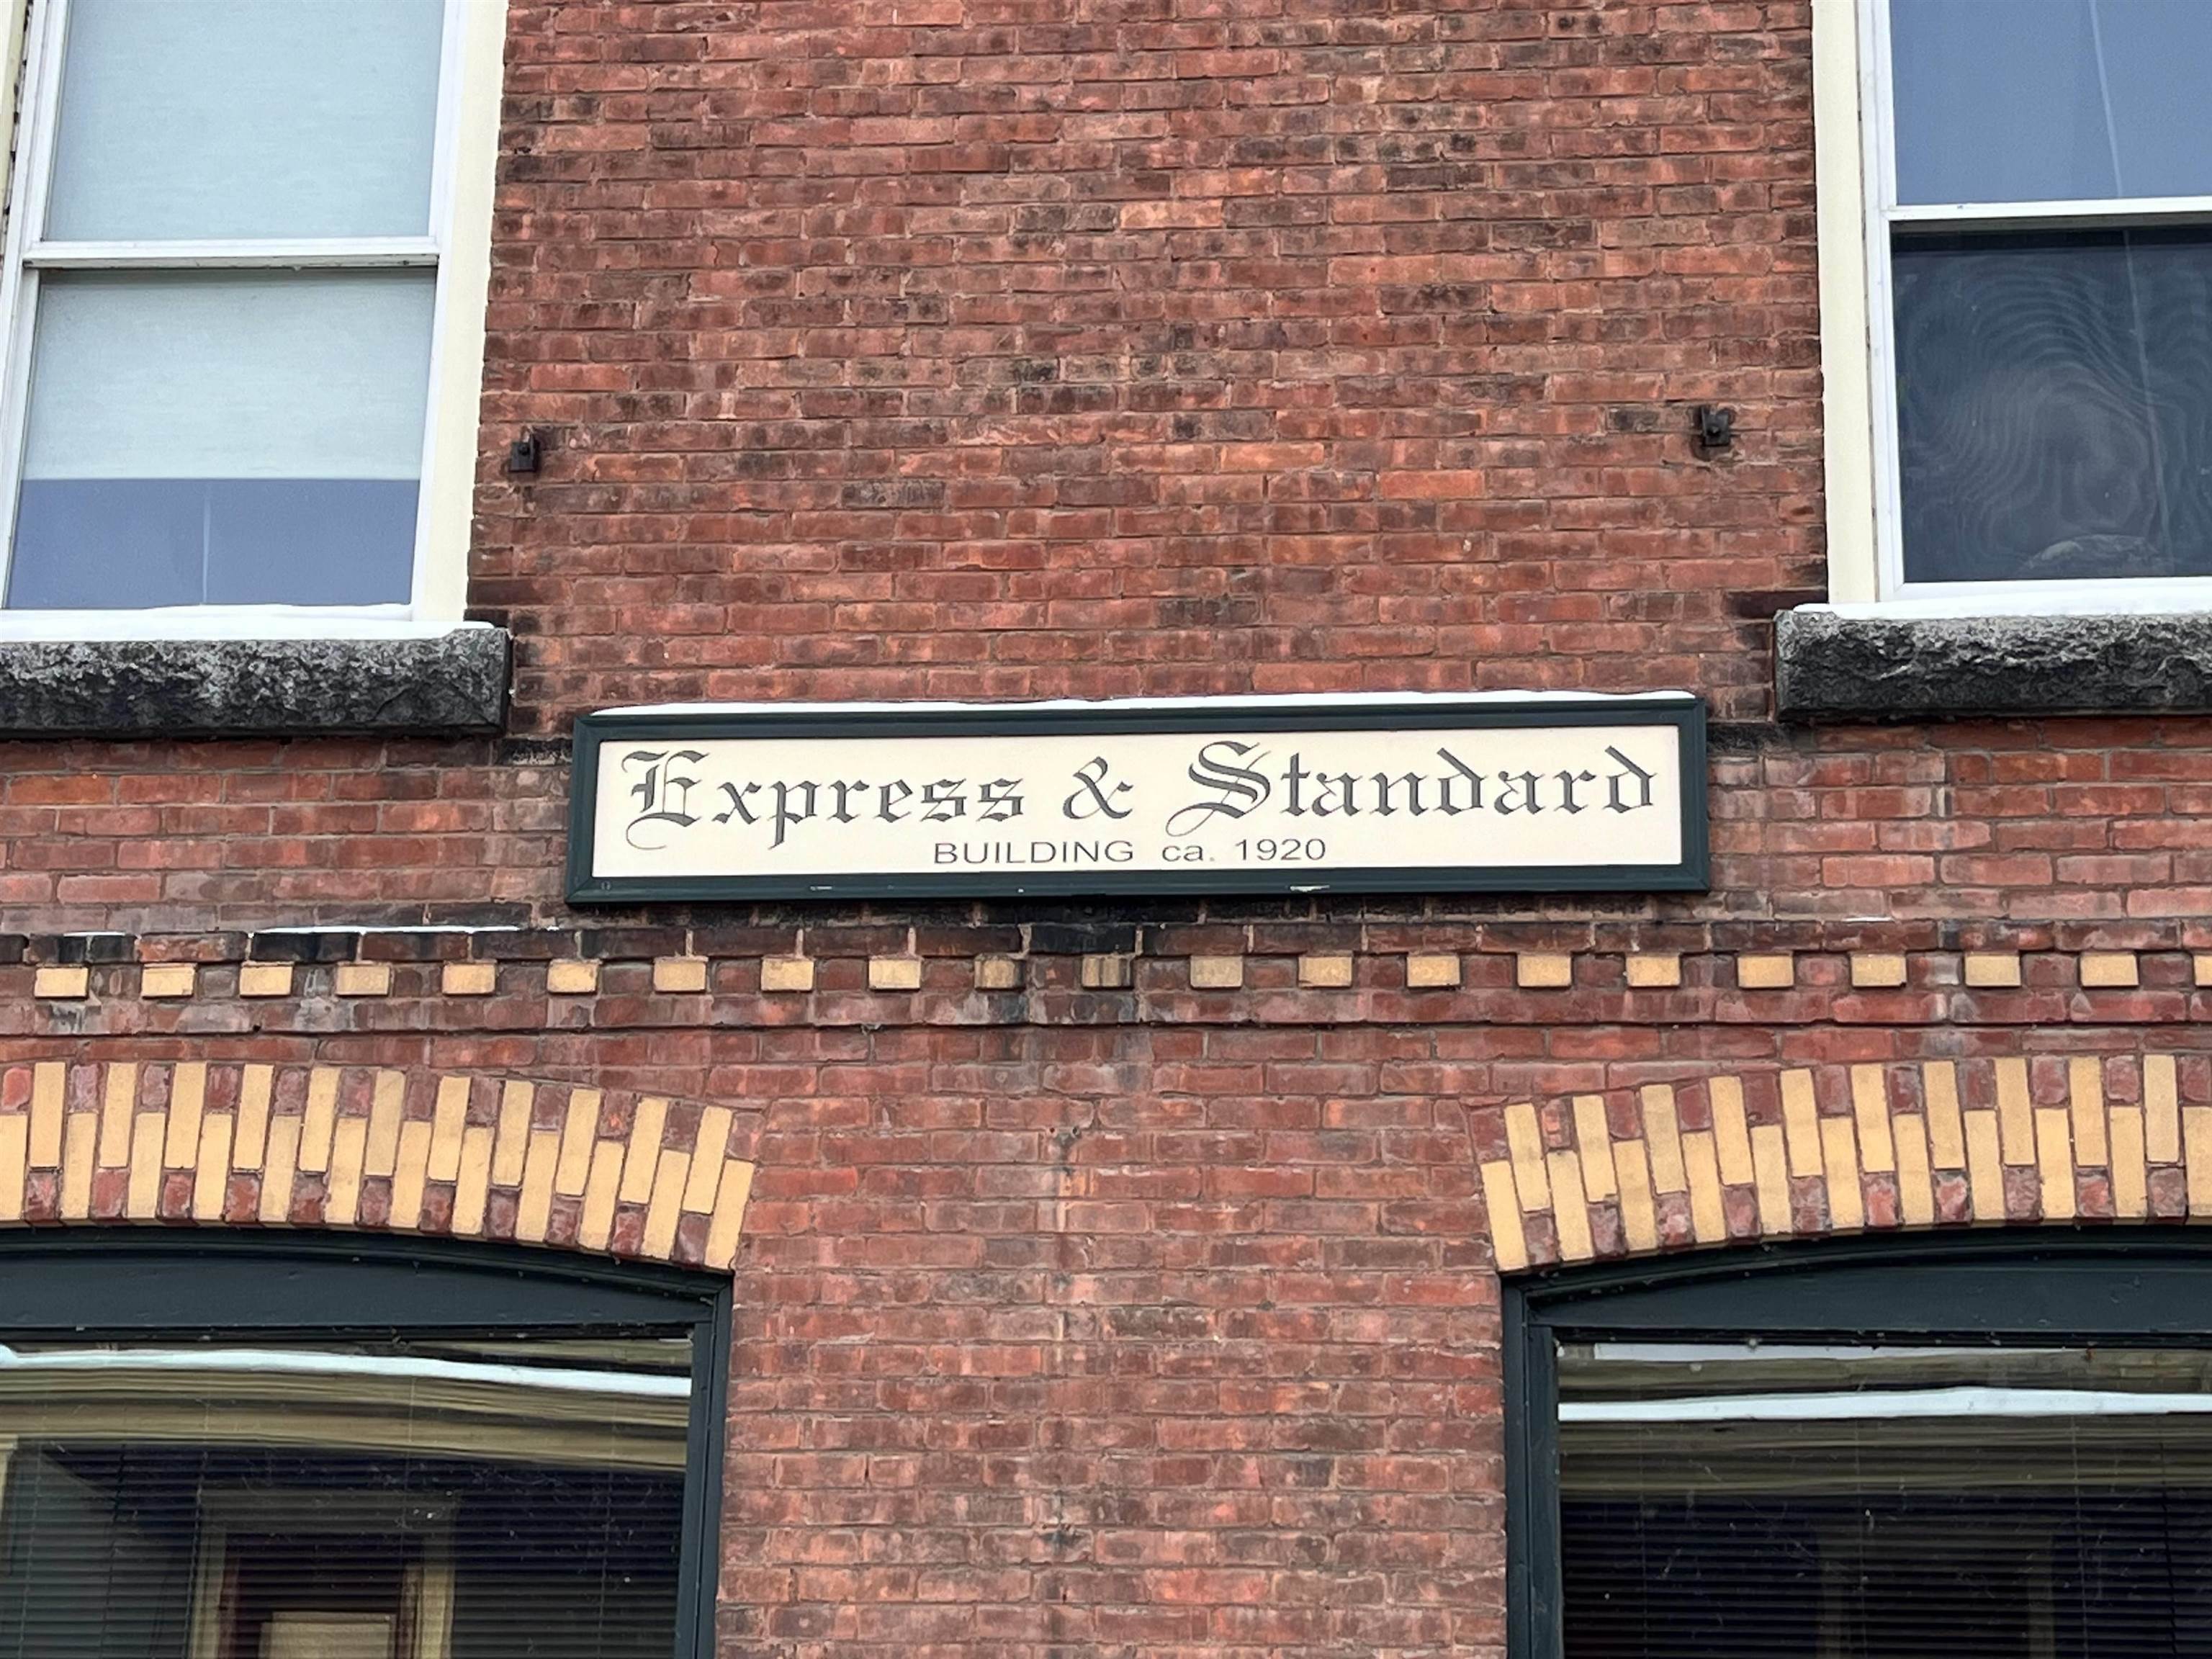 Express & Standard
BUILDING ca. 1920